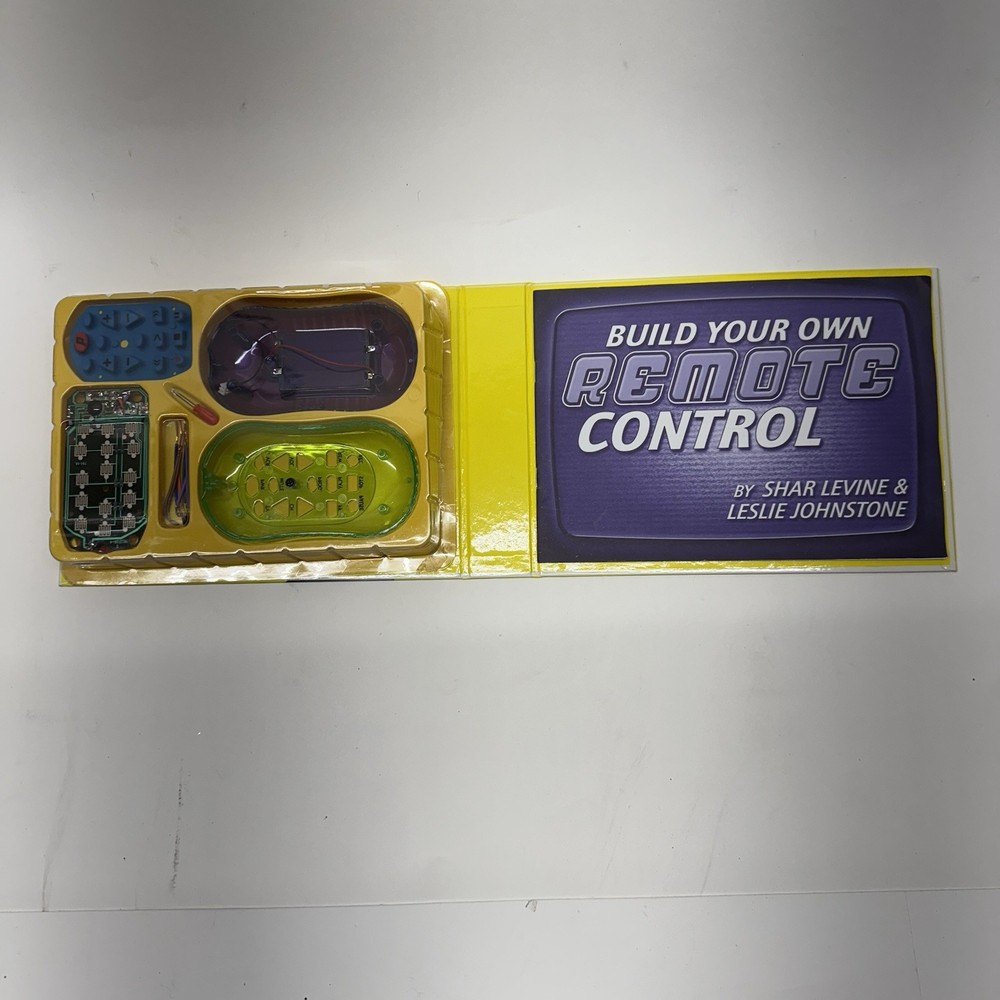 BUILD YOUR OWN
REMOTE
CONTROL
BY SHAR LEVINE &
LESLIE JOHNSTONE